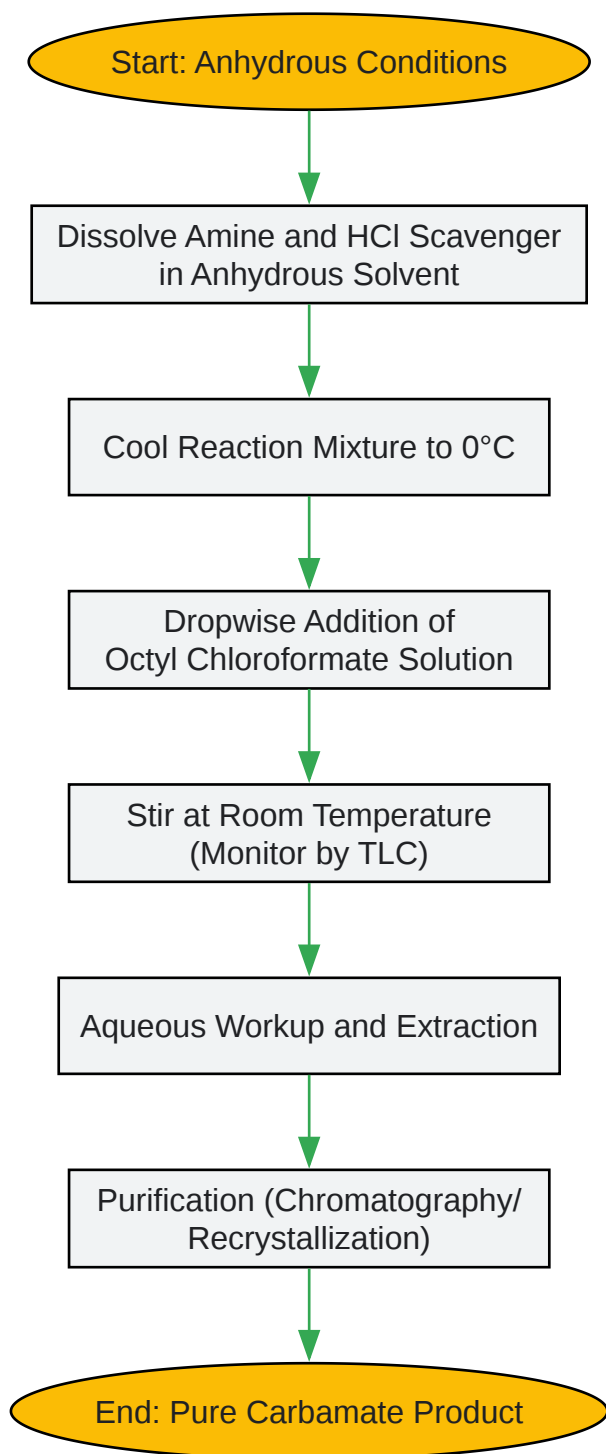 Start: Anhydrous Conditions
Dissolve Amine and HCl Scavenger
in Anhydrous Solvent
Cool Reaction Mixture to 0°C
Dropwise Addition of
Octyl Chloroformate Solution
Stir at Room Temperature
(Monitor by TLC)
Aqueous Workup and Extraction
Purification (Chromatography/
Recrystallization)
End: Pure Carbamate Product